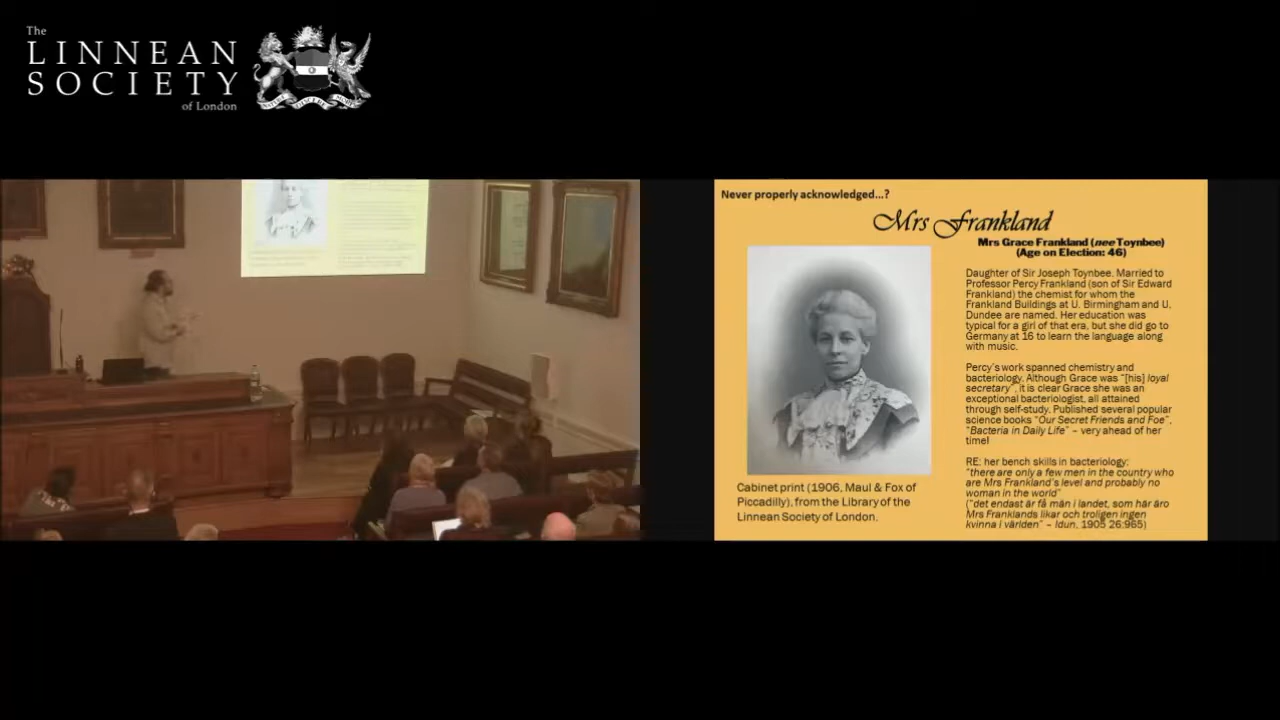 The
LINNEAN
SOCIETY
of London
Never properly acknowledged...?
Mrs Frankland
Mrs Grace Frankland (nee Toynbee)
(Age on Election: 46)
Daughter of Sir Joseph Toynbee. Married to
Professor Percy Frankland (son of Sir Edward
Frankland) the chemist for whom the
Frankland Buildings at U. Birmingham and U.
Dundee are named. Her education was
typical for a girl of that era, but she did go to
Germany at 16 to learn the language along
with music.
Percy's work spanned chemistry and
bacteriology. Although Grace was "[his] loyal
secretary", it is clear Grace she was an
exceptional bacteriologist, all attained
through self-study. Published several popular
science books "Our Secret Friends and Foe",
"Bacteria in Daily Life" – very ahead of her
time!
RE: her bench skills in bacteriology:
"there are only a few men in the country who
are Mrs Frankland's level and probably no
woman in the world"
("det endast är få män i landet, som här äro
Mrs Franklands likar och troligen ingen
kvinna i världen" – Idun, 1905 26:965)
Cabinet print (1906, Maul & Fox of
Piccadilly), from the Library of the
Linnean Society of London.